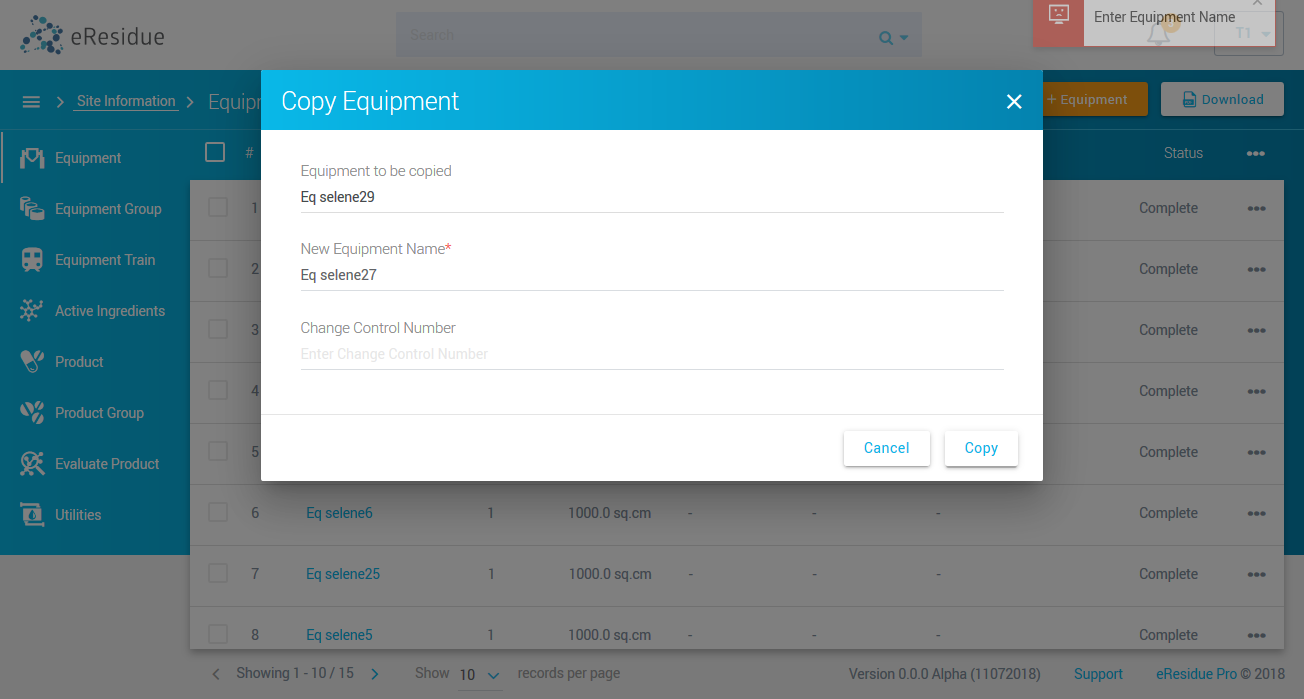 eResidue
Search
Enter Equipment Name
3
T1
Site Information
Equipm
+ Equipment
Download
Copy Equipment
Equipment
#
Status
Equipment to be copied
Eq selene29
1
Complete
Equipment Group
New Equipment Name*
Eq selene27
2
Complete
Equipment Train
Active Ingredients
Change Control Number
Enter Change Control Number
3
Complete
Product
4
Complete
Product Group
5
Complete
Cancel
Copy
Evaluate Product
Utilities
6 Eq selene6 1 1000.0 sq.cm - - - Complete
7 Eq selene25 1 1000.0 sq.cm - - - Complete
8 Eq selene5 1 1000.0 sq.cm - - - Complete
Showing 1 - 10 / 15
Show 10 records per page
Version 0.0.0 Alpha (11072018)
Support
eResidue Pro © 2018